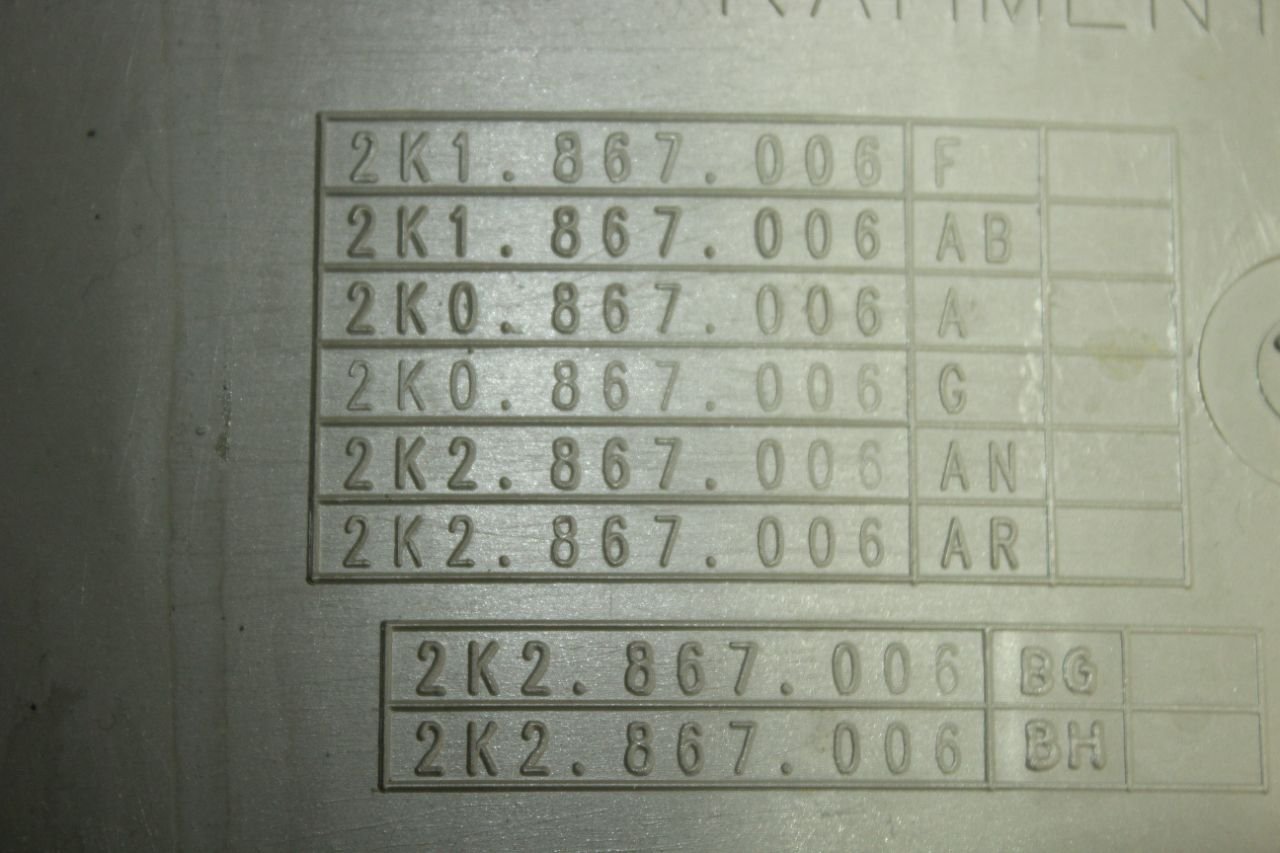 2K1.867.006 F
2K1.867.006 AB
2K0.867.006 A
2K0.867.006 G
2K2.867.006 AN
2K2.867.006 AR
2K2.867.006 BG
2K2.867.006 BH